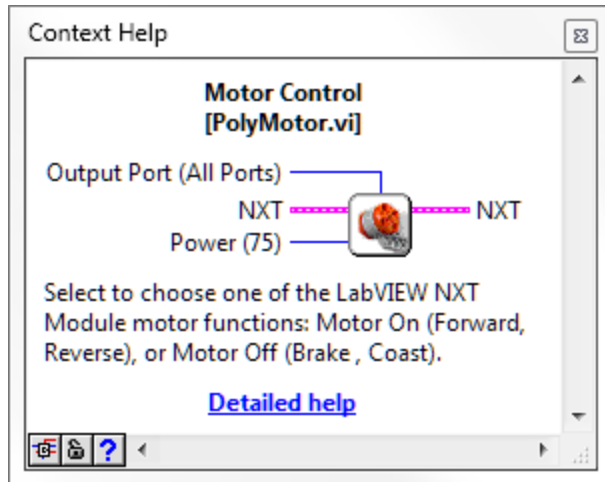 Context Help
Motor Control
[PolyMotor.vi]
Output Port (All Ports)
NXT NXT
Power (75)
Select to choose one of the LabVIEW NXT
Module motor functions: Motor On (Forward,
Reverse), or Motor Off (Brake , Coast).
Detailed help
?